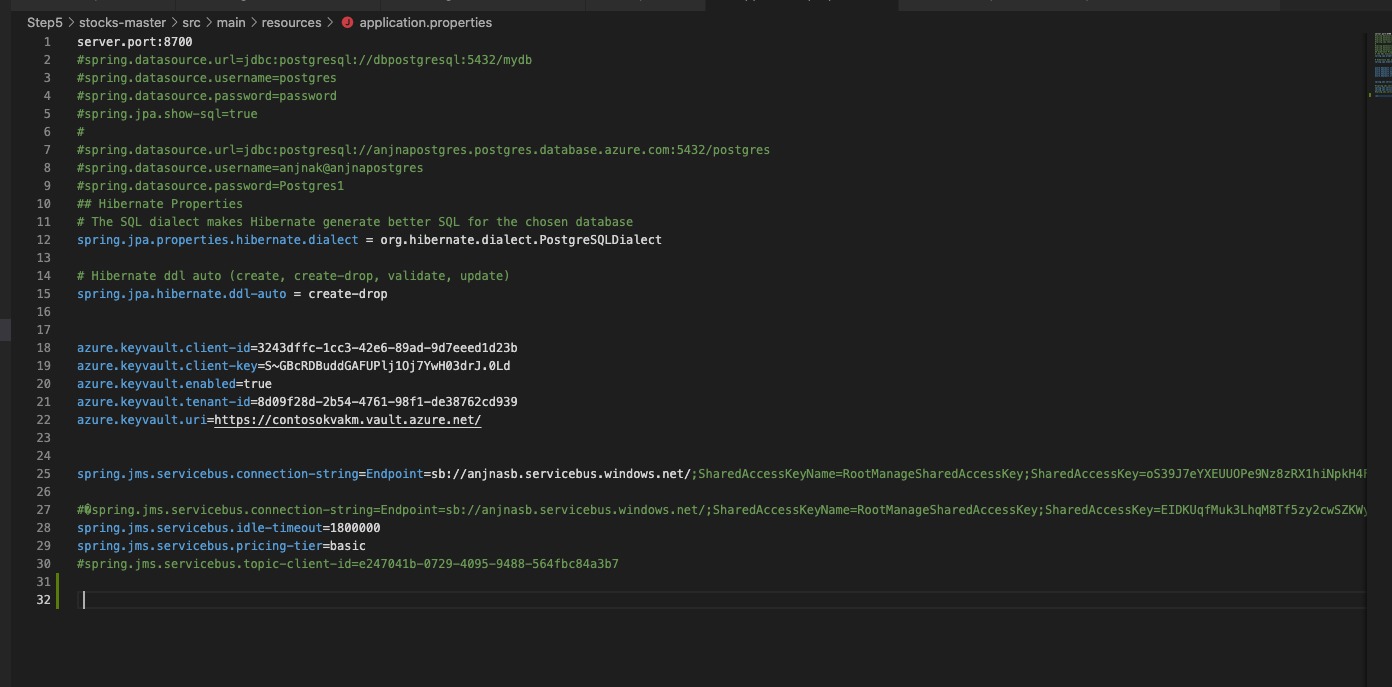 Step5 > stocks-master > src > main > resources > application.properties
1 server.port:8700
2 #spring.datasource.url=jdbc:postgresql://dbpostgresql:5432/mydb
3 #spring.datasource.username=postgres
4 #spring.datasource.password=password
5 #spring.jpa.show-sql=true
6 #
7 #spring.datasource.url=jdbc:postgresql://anjnapostgres.postgres.database.azure.com:5432/postgres
8 #spring.datasource.username=anjnak@anjnapostgres
9 #spring.datasource.password=Postgres1
10 ## Hibernate Properties
11 # The SQL dialect makes Hibernate generate better SQL for the chosen database
12 spring.jpa.properties.hibernate.dialect = org.hibernate.dialect.PostgreSQLDialect
13
14 # Hibernate ddl auto (create, create-drop, validate, update)
15 spring.jpa.hibernate.ddl-auto = create-drop
16
17
18 azure.keyvault.client-id=3243dffc-1cc3-42e6-89ad-9d7eeed1d23b
19 azure.keyvault.client-key=S~GBcRDBuddGAFUPlj1Oj7YwH03drJ.0Ld
20 azure.keyvault.enabled=true
21 azure.keyvault.tenant-id=8d09f28d-2b54-4761-98f1-de38762cd939
22 azure.keyvault.uri=https://contosokvakm.vault.azure.net/
23
24
25 spring.jms.servicebus.connection-string=Endpoint=sb://anjnasb.servicebus.windows.net/;SharedAccessKeyName=RootManageSharedAccessKey;SharedAccessKey=oS39J7eYXEUUOPe9Nz8zRX1hiNpkH4
26
27 #�spring.jms.servicebus.connection-string=Endpoint=sb://anjnasb.servicebus.windows.net/;SharedAccessKeyName=RootManageSharedAccessKey;SharedAccessKey=EIDKUqfMuk3LhqM8Tf5zy2cwSZKW
28 spring.jms.servicebus.idle-timeout=1800000
29 spring.jms.servicebus.pricing-tier=basic
30 #spring.jms.servicebus.topic-client-id=e247041b-0729-4095-9488-564fbc84a3b7
31
32